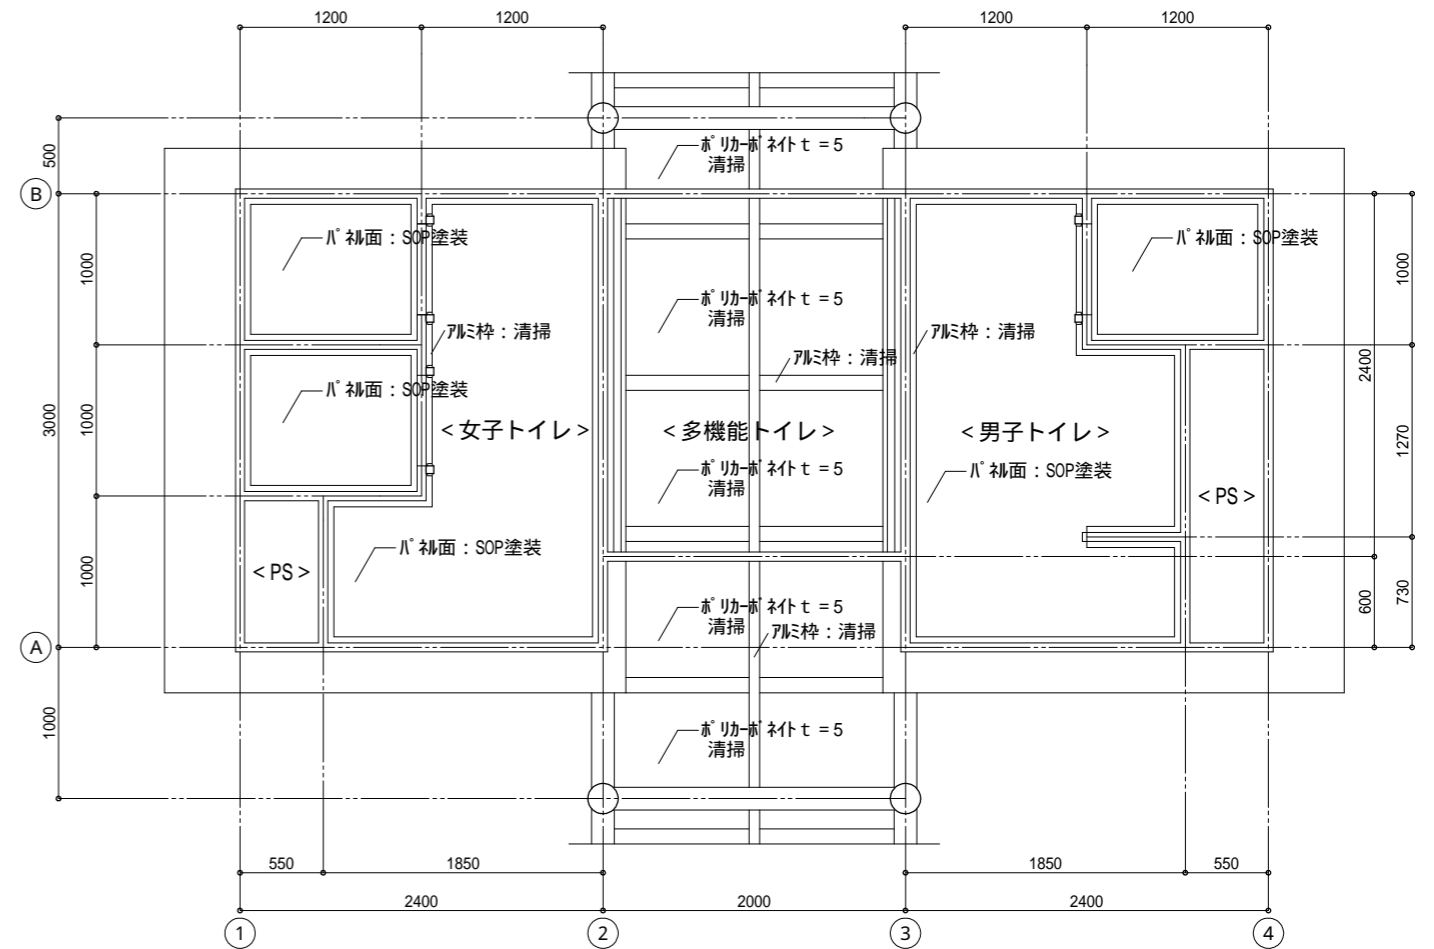 1200
1200
1200
1200
500
ポリカーボネイト t = 5
清掃
B
パネル面：SOP塗装
パネル面：SOP塗装
1000
1000
ポリカーボネイト t = 5
清掃
アルミ枠：清掃
アルミ枠：清掃
アルミ枠：清掃
2400
パネル面：SOP塗装
3000
1000
＜女子トイレ＞
＜多機能トイレ＞
＜男子トイレ＞
1270
ポリカーボネイト t = 5
清掃
パネル面：SOP塗装
＜PS＞
パネル面：SOP塗装
＜PS＞
1000
600
730
ポリカーボネイト t = 5
清掃
アルミ枠：清掃
A
1000
ポリカーボネイト t = 5
清掃
550
1850
1850
550
2400
2000
2400
1
2
3
4